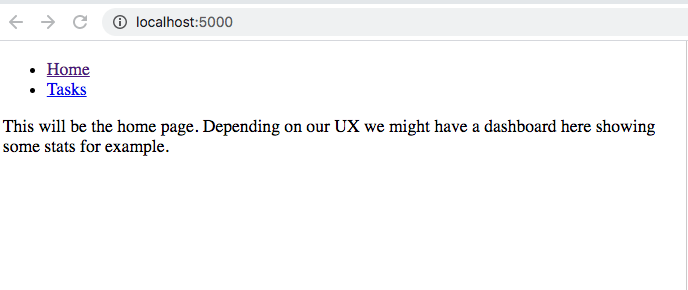 localhost:5000
Home
Tasks
This will be the home page. Depending on our UX we might have a dashboard here showing
some stats for example.